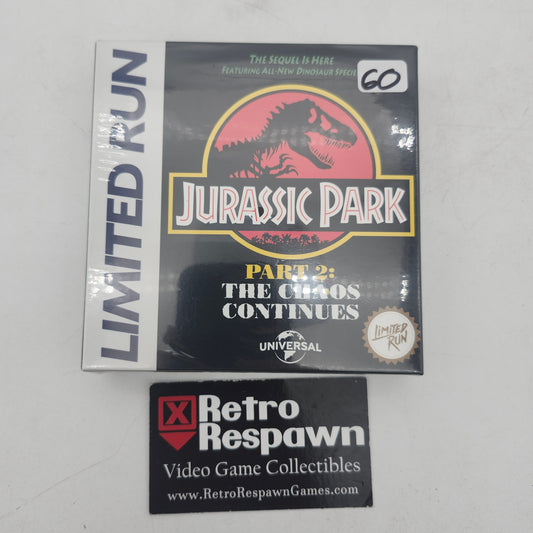 LIMITED RUN
THE SEQUEL IS HERE
FEATURING ALL-NEW DINOSAUR SPECIE
60
JURASSIC PARK
PART 2:
THE CHAOS
CONTINUES
UNIVERSAL
LIMITED
RUN
X Retro
Respawn
Video Game Collectibles
www.RetroRespawnGames.com